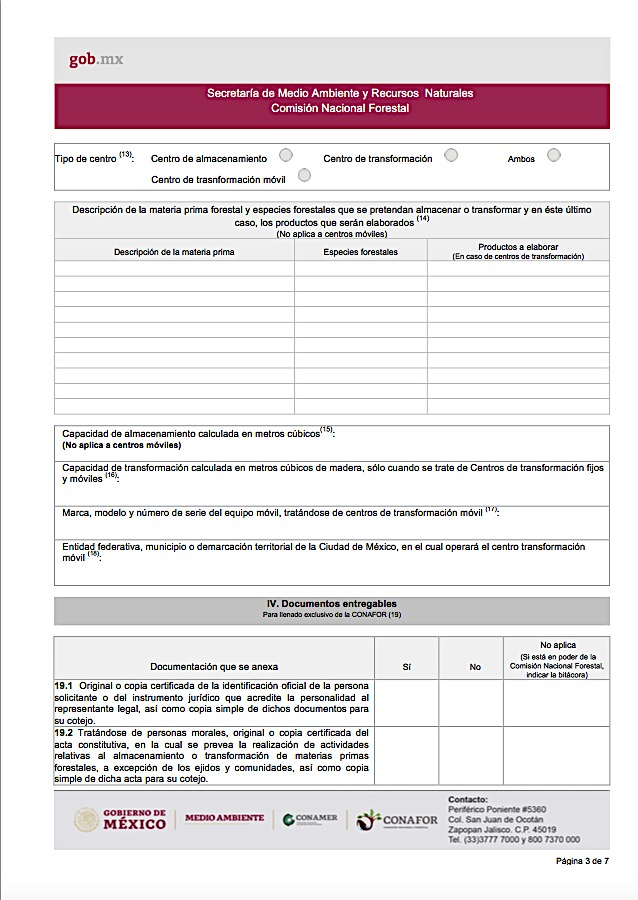 gob.mx
Secretaría de Medio Ambiente y Recursos Naturales
Comisión Nacional Forestal
Tipo de centro (13): Centro de almacenamiento Centro de transformación Ambos
Centro de trasnformación móvil
Descripción de la materia prima forestal y especies forestales que se pretendan almacenar o transformar y en éste último
caso, los productos que serán elaborados (14)
(No aplica a centros móviles)
Descripción de la materia prima Especies forestales Productos a elaborar
(En caso de centros de transformación)
Capacidad de almacenamiento calculada en metros cúbicos(15):
(No aplica a centros móviles)
Capacidad de transformación calculada en metros cúbicos de madera, sólo cuando se trate de Centros de transformación fijos
y móviles (16):
Marca, modelo y número de serie del equipo móvil, tratándose de centros de transformación móvil (17):
Entidad federativa, municipio o demarcación territorial de la Ciudad de México, en el cual operará el centro transformación
móvil (18):
IV. Documentos entregables
Para llenado exclusivo de la CONAFOR (19)
Documentación que se anexa Sí No No aplica
(Si está en poder de la
Comisión Nacional Forestal,
indicar la bitácora)
19.1 Original o copia certificada de la identificación oficial de la persona
solicitante o del instrumento jurídico que acredite la personalidad al
representante legal, así como copia simple de dichos documentos para
su cotejo.
19.2 Tratándose de personas morales, original o copia certificada del
acta constitutiva, en la cual se prevea la realización de actividades
relativas al almacenamiento o transformación de materias primas
forestales, a excepción de los ejidos y comunidades, así como copia
simple de dicha acta para su cotejo.
GOBIERNO DE
MÉXICO
MEDIO AMBIENTE
CONAMER
CONAFOR
COMISIÓN NACIONAL FORESTAL
Contacto:
Periférico Poniente #5360
Col. San Juan de Ocotán
Zapopan Jalisco. C.P. 45019
Tel. (33)3777 7000 y 800 7370 000
Página 3 de 7